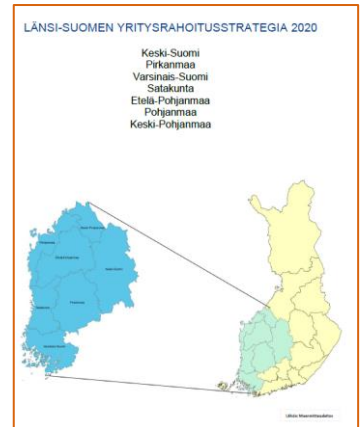 LÄNSI-SUOMEN YRITYSRAHOITUSSTRATEGIA 2020
Keski-Suomi
Pirkanmaa
Varsinais-Suomi
Satakunta
Etelä-Pohjanmaa
Pohjanmaa
Keski-Pohjanmaa